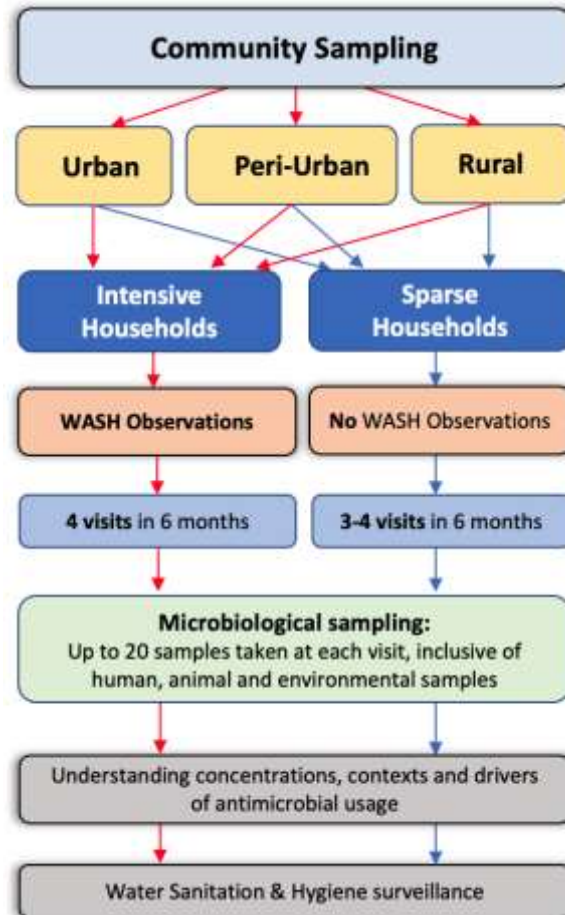 Community Sampling
Urban
Peri-Urban
Rural
Intensive
Households
Sparse
Households
WASH Observations
No WASH Observations
4 visits in 6 months
3-4 visits in 6 months
Microbiological sampling:
Up to 20 samples taken at each visit, inclusive of
human, animal and environmental samples
Understanding concentrations, contexts and drivers
of antimicrobial usage
Water Sanitation & Hygiene surveillance